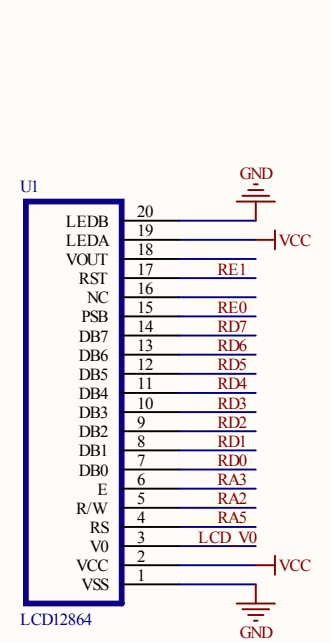 GND
U1
LEDB 20
LEDA 19 VCC
VOUT 18
RST 17 RE1
NC 16
PSB 15 RE0
DB7 14 RD7
DB6 13 RD6
DB5 12 RD5
DB4 11 RD4
DB3 10 RD3
DB2 9 RD2
DB1 8 RD1
DB0 7 RD0
E 6 RA3
R/W 5 RA2
RS 4 RA5
V0 3 LCD_V0
VCC 2 VCC
VSS 1
LCD12864
GND